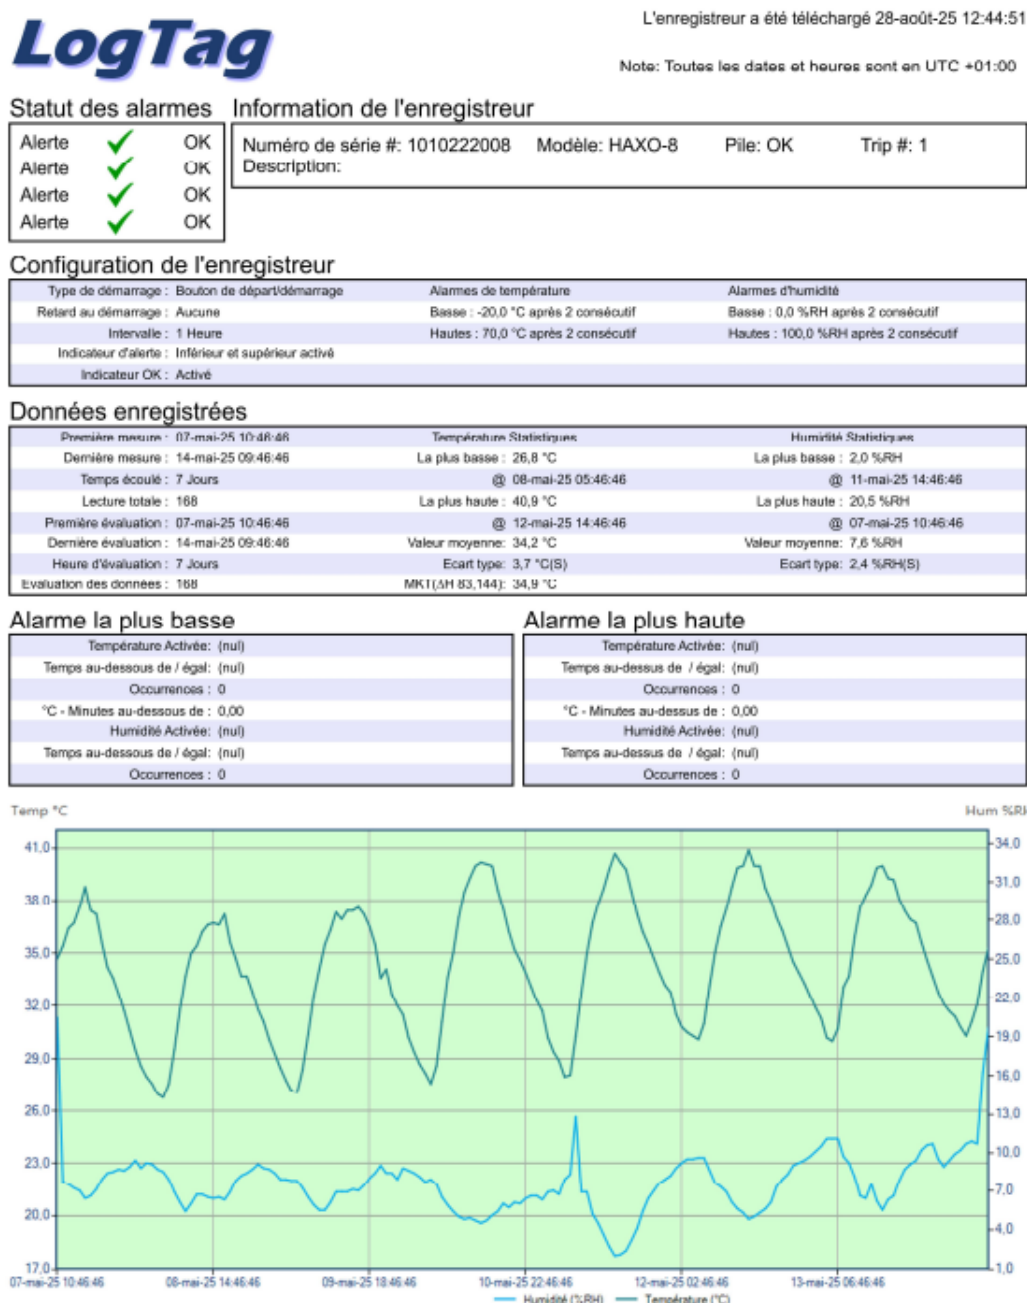 LogTag
L'enregistreur a été téléchargé 28-août-25 12:44:51
Note: Toutes les dates et heures sont en UTC +01:00
Statut des alarmes
Alerte OK
Alerte OK
Alerte OK
Alerte OK
Information de l'enregistreur
Numéro de série #: 1010222008 Modèle: HAXO-8 Pile: OK Trip #: 1
Description:
Configuration de l'enregistreur
Type de démarrage : Bouton de départ/démarrage Alarmes de température Alarmes d'humidité
Retard au démarrage : Aucune Basse : -20,0 °C après 2 consécutif Basse : 0,0 %RH après 2 consécutif
Intervalle : 1 Heure Hautes : 70,0 °C après 2 consécutif Hautes : 100,0 %RH après 2 consécutif
Indicateur d'alerte : Inférieur et supérieur activé
Indicateur OK : Activé
Données enregistrées
Première mesure : 07-mai-25 10:46:46 Température Statistiques Humidité Statistiques
Dernière mesure : 14-mai-25 09:46:46 La plus basse : 26,8 °C La plus basse : 2,0 %RH
Temps écoulé : 7 Jours @ 08-mai-25 05:46:46 @ 11-mai-25 14:46:46
Lecture totale : 168 La plus haute : 40,9 °C La plus haute : 20,5 %RH
Première évaluation : 07-mai-25 10:46:46 @ 12-mai-25 14:46:46 @ 07-mai-25 10:46:46
Dernière évaluation : 14-mai-25 09:46:46 Valeur moyenne: 34,2 °C Valeur moyenne: 7,6 %RH
Heure d'évaluation : 7 Jours Ecart type: 3,7 °C(S) Ecart type: 2,4 %RH(S)
Evaluation des données : 168 MKT(ΔH 83,144): 34,9 °C
Alarme la plus basse
Température Activée: (nul)
Temps au-dessous de / égal: (nul)
Occurrences : 0
°C - Minutes au-dessous de : 0,00
Humidité Activée: (nul)
Temps au-dessous de / égal: (nul)
Occurrences : 0
Alarme la plus haute
Température Activée: (nul)
Temps au-dessus de / égal: (nul)
Occurrences : 0
°C - Minutes au-dessus de : 0,00
Humidité Activée: (nul)
Temps au-dessous de / égal: (nul)
Occurrences : 0
Temp °C Hum %RH
41.0 34.0
38.0 31.0
35.0 28.0
32.0 25.0
29.0 22.0
26.0 19.0
23.0 16.0
20.0 13.0
17.0 10.0
7.0
4.0
1.0
07-mai-25 10:46:46 08-mai-25 14:46:46 09-mai-25 18:46:46 10-mai-25 22:46:46 12-mai-25 02:46:46 13-mai-25 06:46:46
Humidité (%RH) Température (°C)